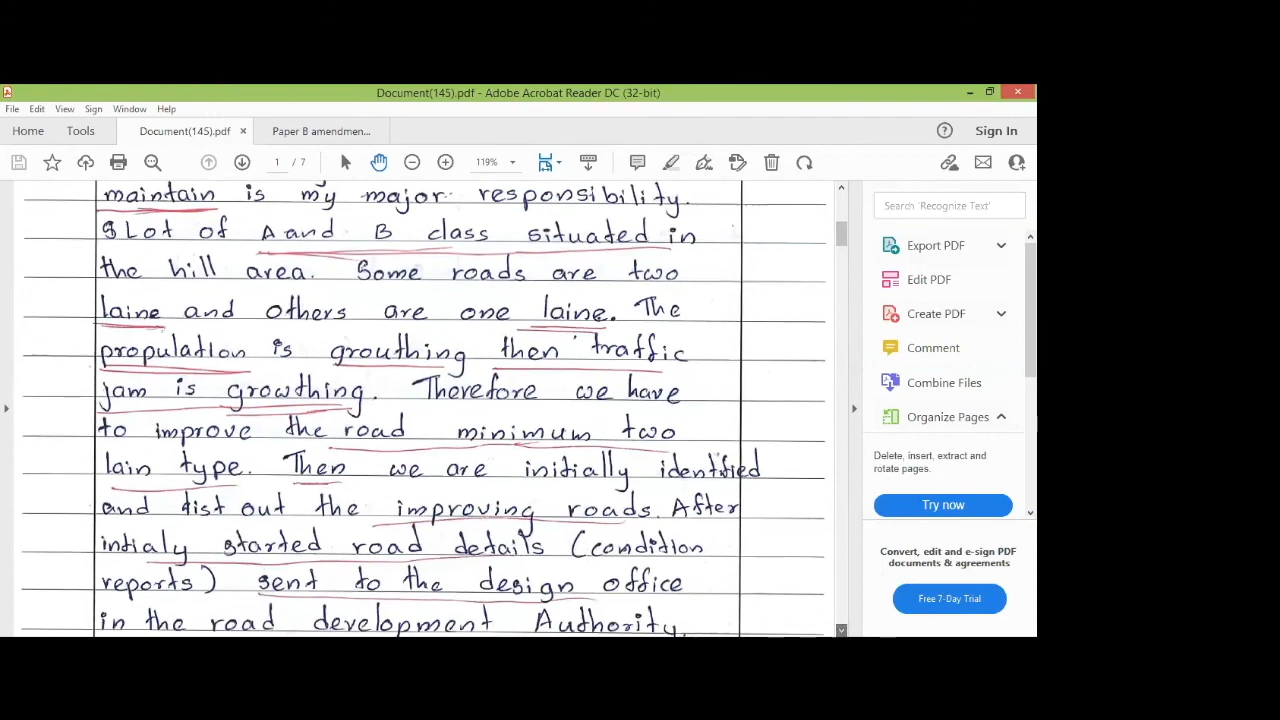 Document(145).pdf - Adobe Acrobat Reader DC (32-bit)
File Edit View Sign Window Help
Home Tools Document(145).pdf × Paper B amendmen... Sign In
1 / 7 119%
maintain is my major responsibility.
Lot of A and B class situated in
the hill area. Some roads are two
laine and others are one laine. The
propulation is grouthing then traffic
jam is growthing. Therefore we have
to improve the road minimum two
lain type. Then we are initially identified
and list out the improving roads. After
intialy started road details (condition
reports) sent to the design office
in the road development Authority.
Search 'Recognize Text'
Export PDF
Edit PDF
Create PDF
Comment
Combine Files
Organize Pages
Delete, insert, extract and
rotate pages.
Try now
Convert, edit and e-sign PDF
documents & agreements
Free 7-Day Trial